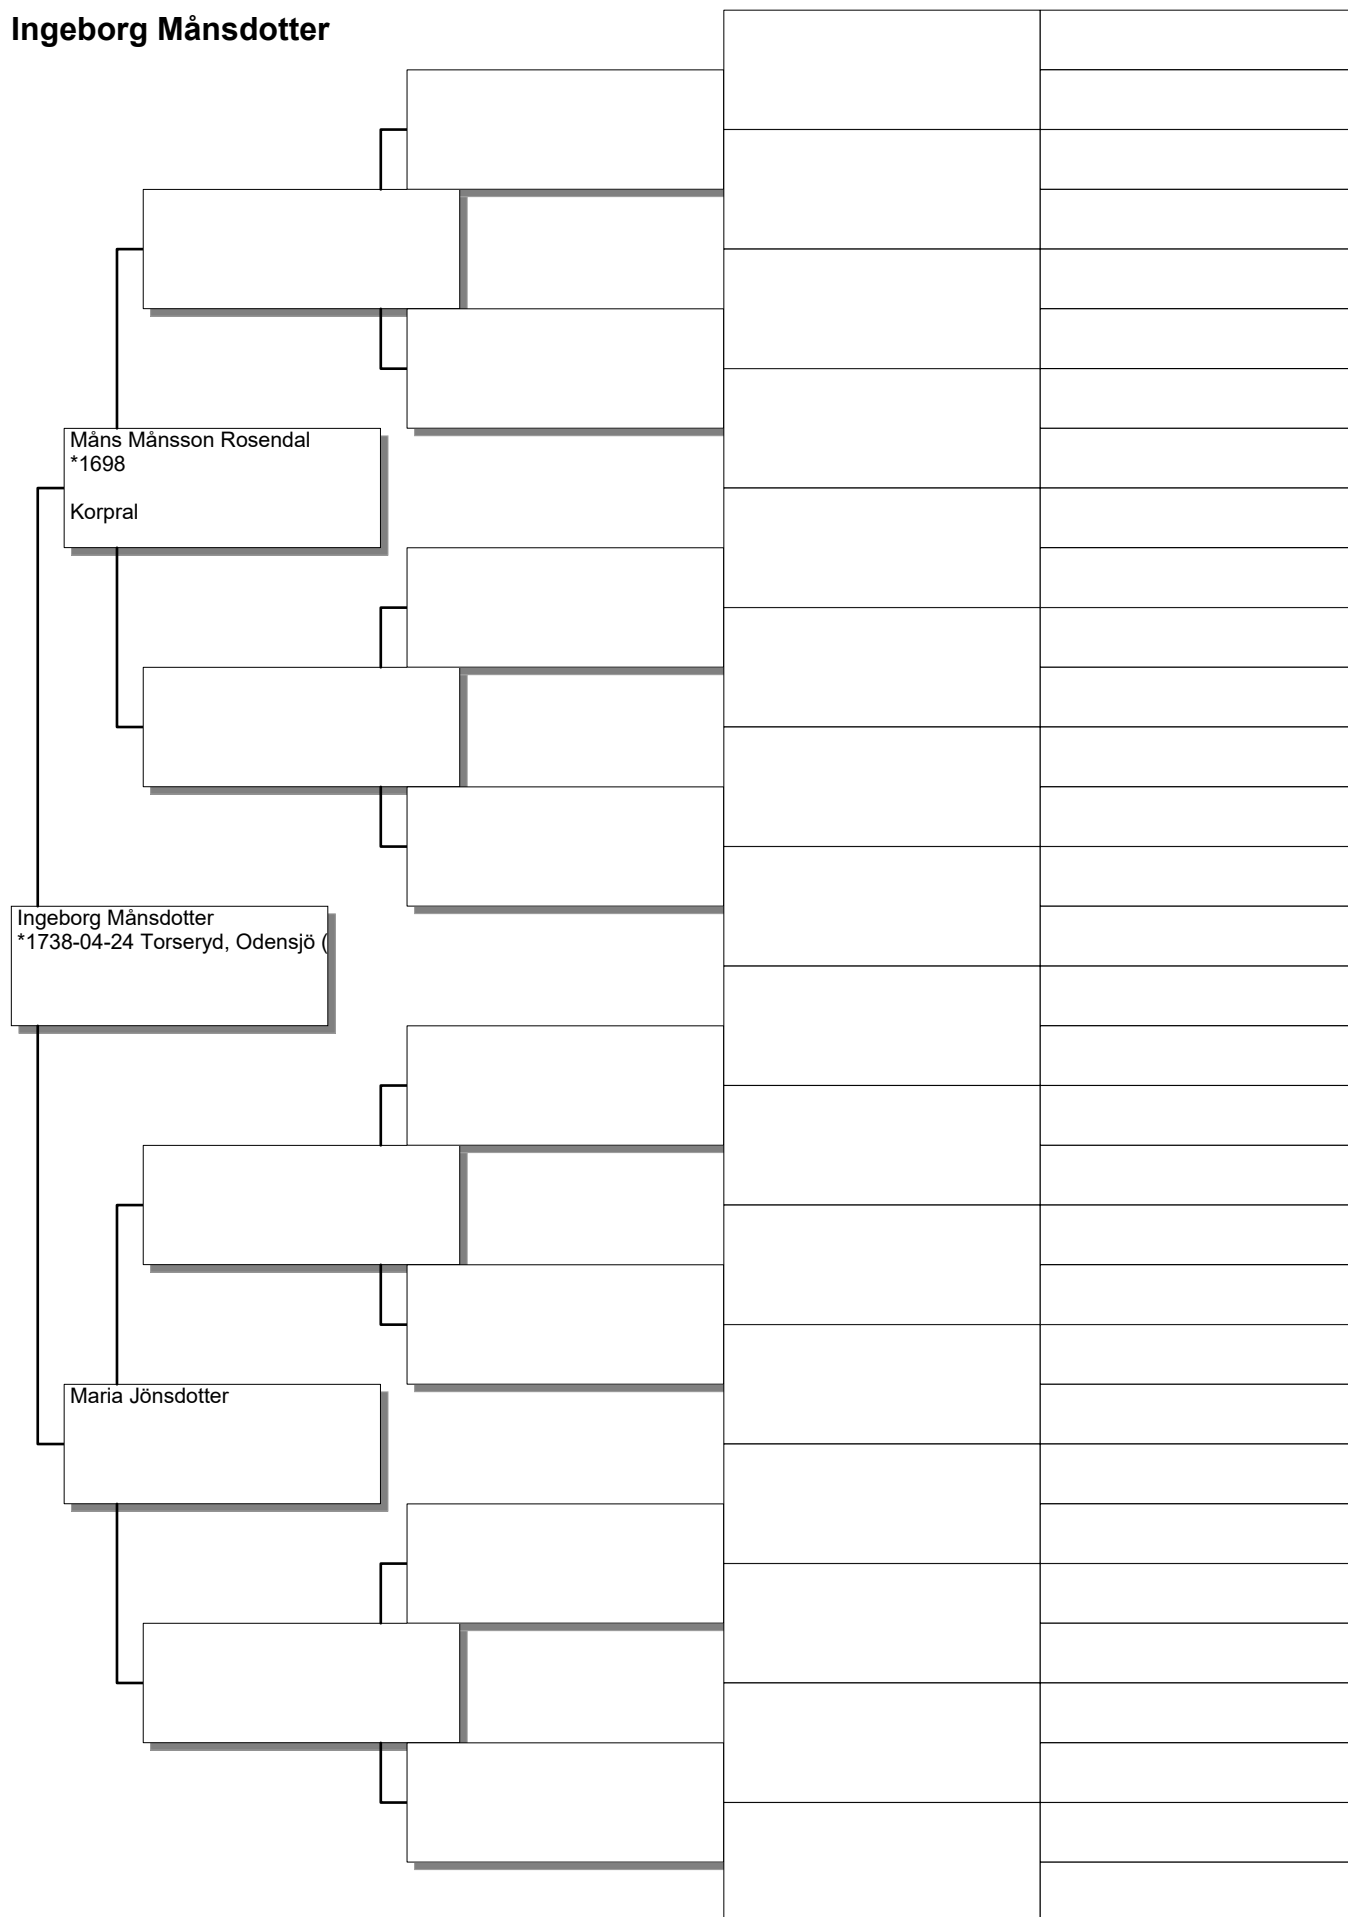 Ingeborg Månsdotter
Måns Månsson Rosendal
*1698
Korpral
Ingeborg Månsdotter
*1738-04-24 Torseryd, Odensjö (
Maria Jönsdotter